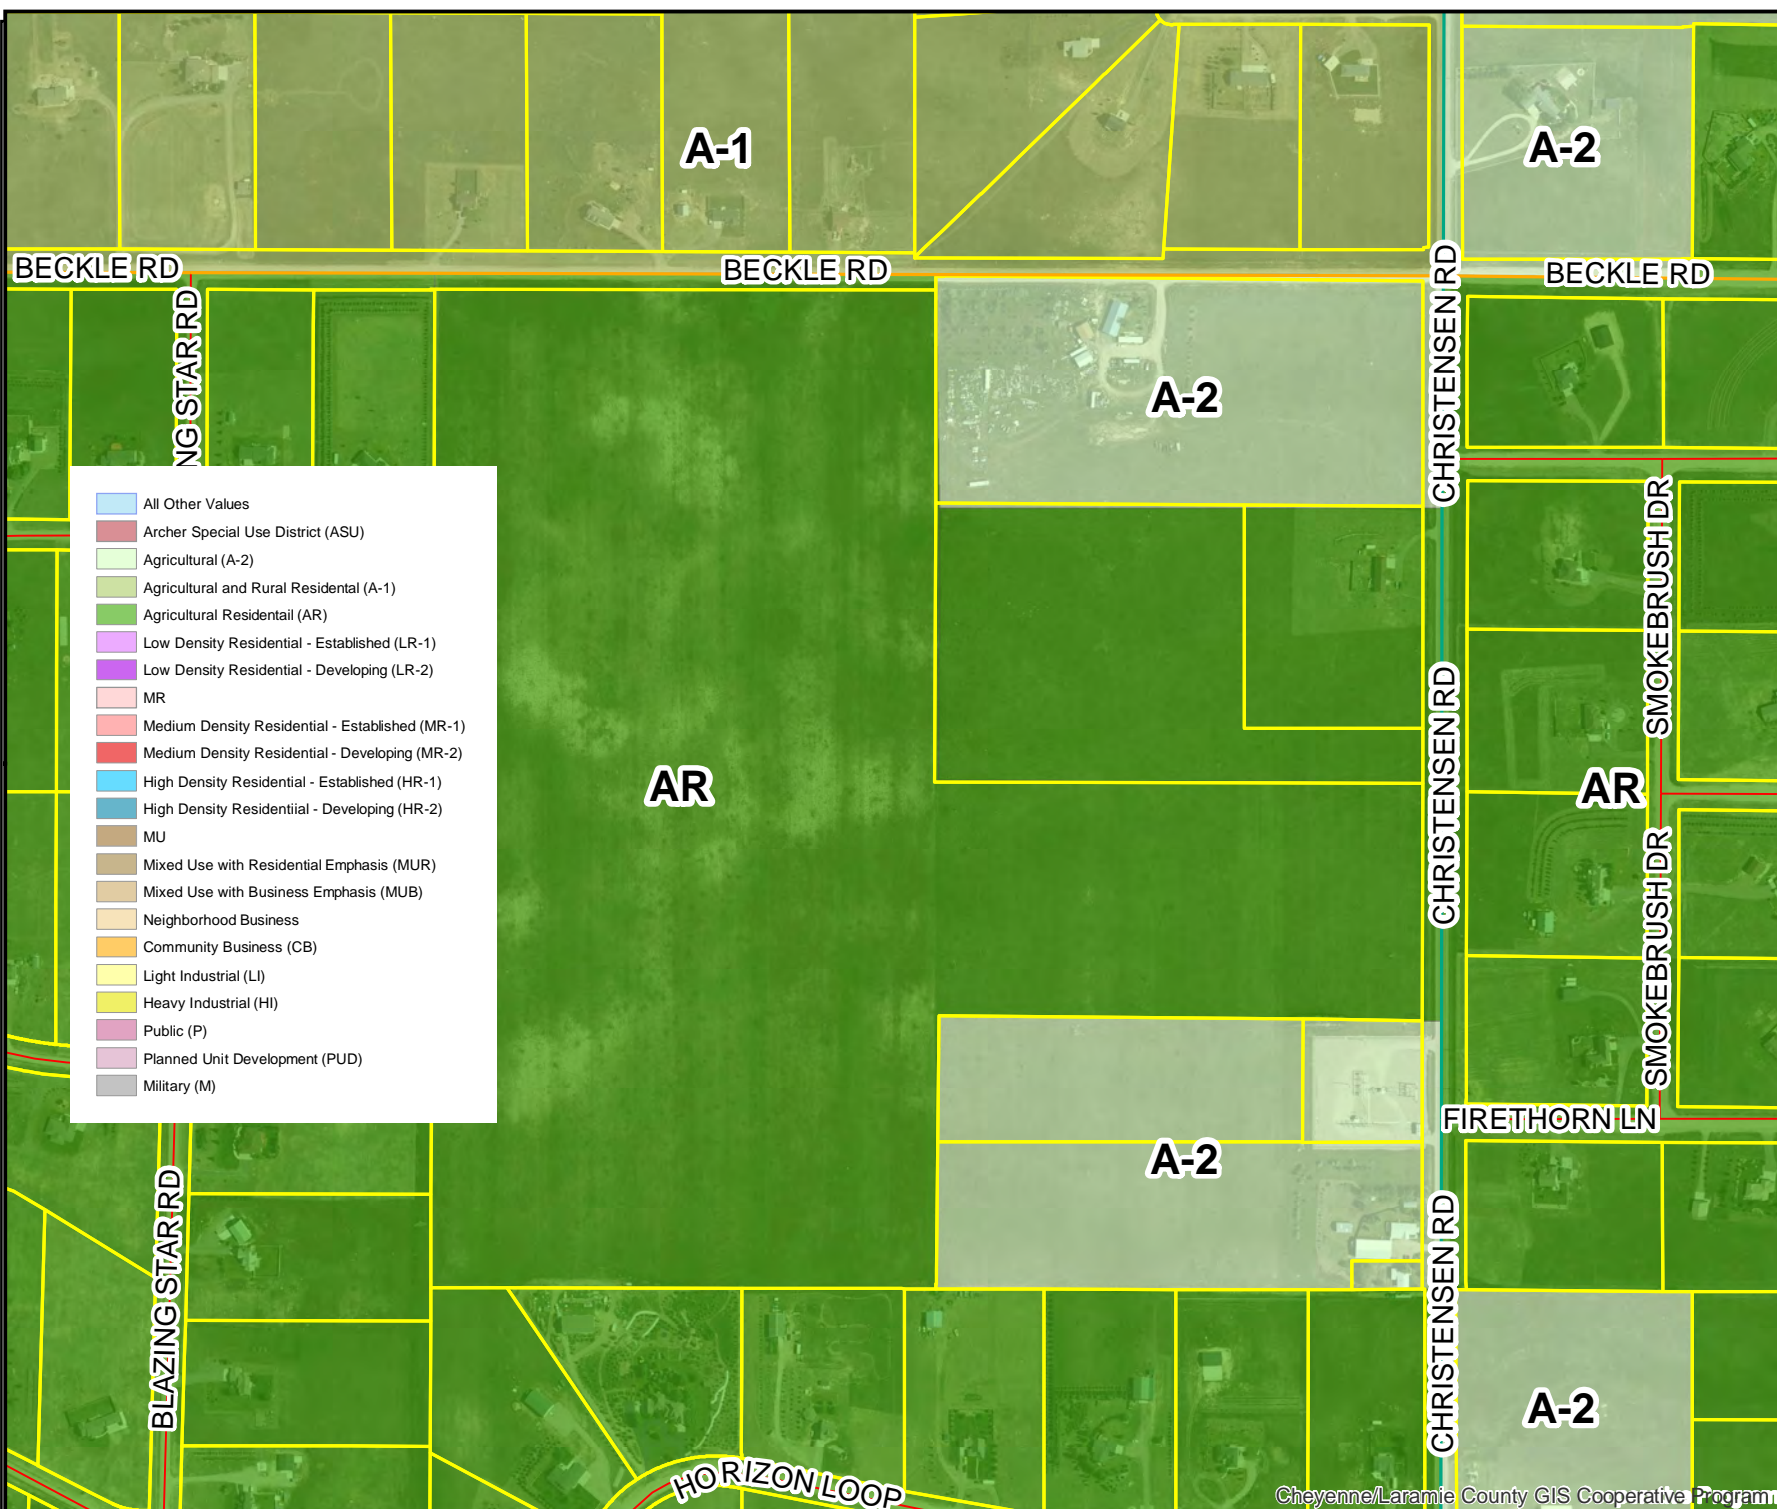 A-1
A-2
BECKLE RD
BECKLE RD
BECKLE RD
CHRISTENSEN RD
NG STAR RD
A-2
All Other Values
Archer Special Use District (ASU)
Agricultural (A-2)
Agricultural and Rural Residental (A-1)
Agricultural Residentail (AR)
Low Density Residential - Established (LR-1)
Low Density Residential - Developing (LR-2)
MR
Medium Density Residential - Established (MR-1)
Medium Density Residential - Developing (MR-2)
High Density Residential - Established (HR-1)
High Density Residentiial - Developing (HR-2)
MU
Mixed Use with Residential Emphasis (MUR)
Mixed Use with Business Emphasis (MUB)
Neighborhood Business
Community Business (CB)
Light Industrial (LI)
Heavy Industrial (HI)
Public (P)
Planned Unit Development (PUD)
Military (M)
SMOKEBRUSH DR
CHRISTENSEN RD
AR
AR
SMOKEBRUSH DR
FIRETHORN LN
A-2
BLAZING STAR RD
CHRISTENSEN RD
A-2
HORIZON LOOP
Cheyenne/Laramie County GIS Cooperative Program